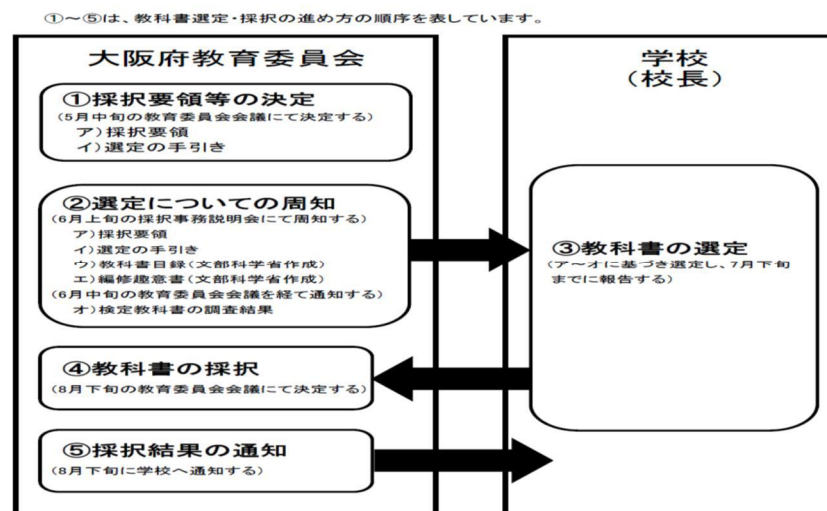 ①～⑤は、教科書選定・採択の進め方の順序を表しています。
大阪府教育委員会
①採択要領等の決定
(5月中旬の教育委員会会議にて決定する)
ア)採択要領
イ)選定の手引き
②選定についての周知
(6月上旬の採択事務説明会にて周知する)
ア)採択要領
イ)選定の手引き
ウ)教科書目録(文部科学省作成)
エ)編修趣意書(文部科学省作成)
(6月中旬の教育委員会会議を経て通知する)
オ)検定教科書の調査結果
④教科書の採択
(8月下旬の教育委員会会議にて決定する)
⑤採択結果の通知
(8月下旬に学校へ通知する)
学校
(校長)
③教科書の選定
(ア～オに基づき選定し、7月下旬
までに報告する)